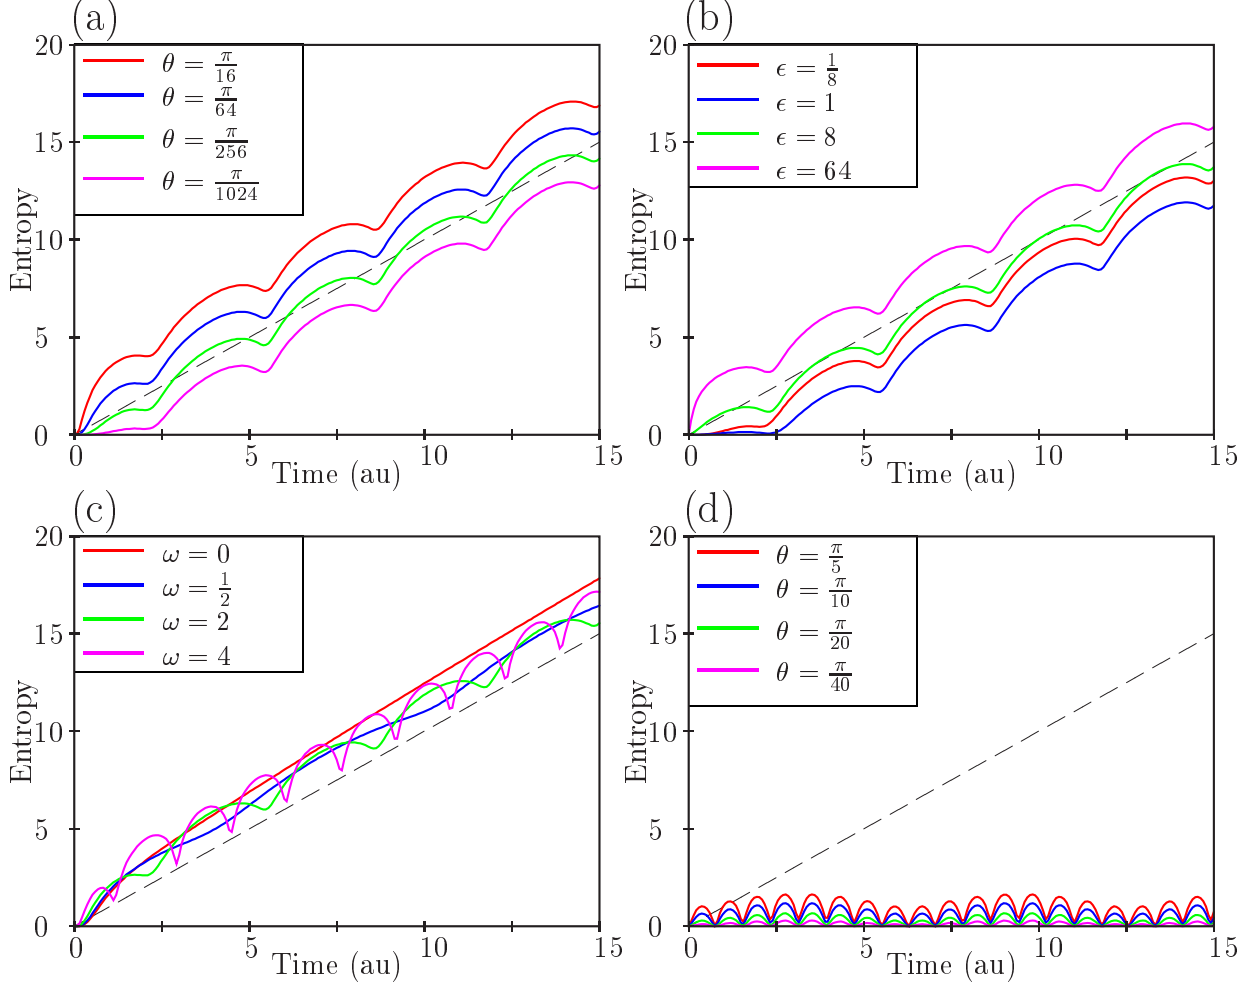 (a)
20
15
10
5
0
Entropy
θ = π/16
θ = π/64
θ = π/256
θ = π/1024
0 5 10 15
Time (au)
(b)
20
15
10
5
0
Entropy
ϵ = 1/8
ϵ = 1
ϵ = 8
ϵ = 64
0 5 10 15
Time (au)
(c)
20
15
10
5
0
Entropy
ω = 0
ω = 1/2
ω = 2
ω = 4
0 5 10 15
Time (au)
(d)
20
15
10
5
0
Entropy
θ = π/5
θ = π/10
θ = π/20
θ = π/40
0 5 10 15
Time (au)